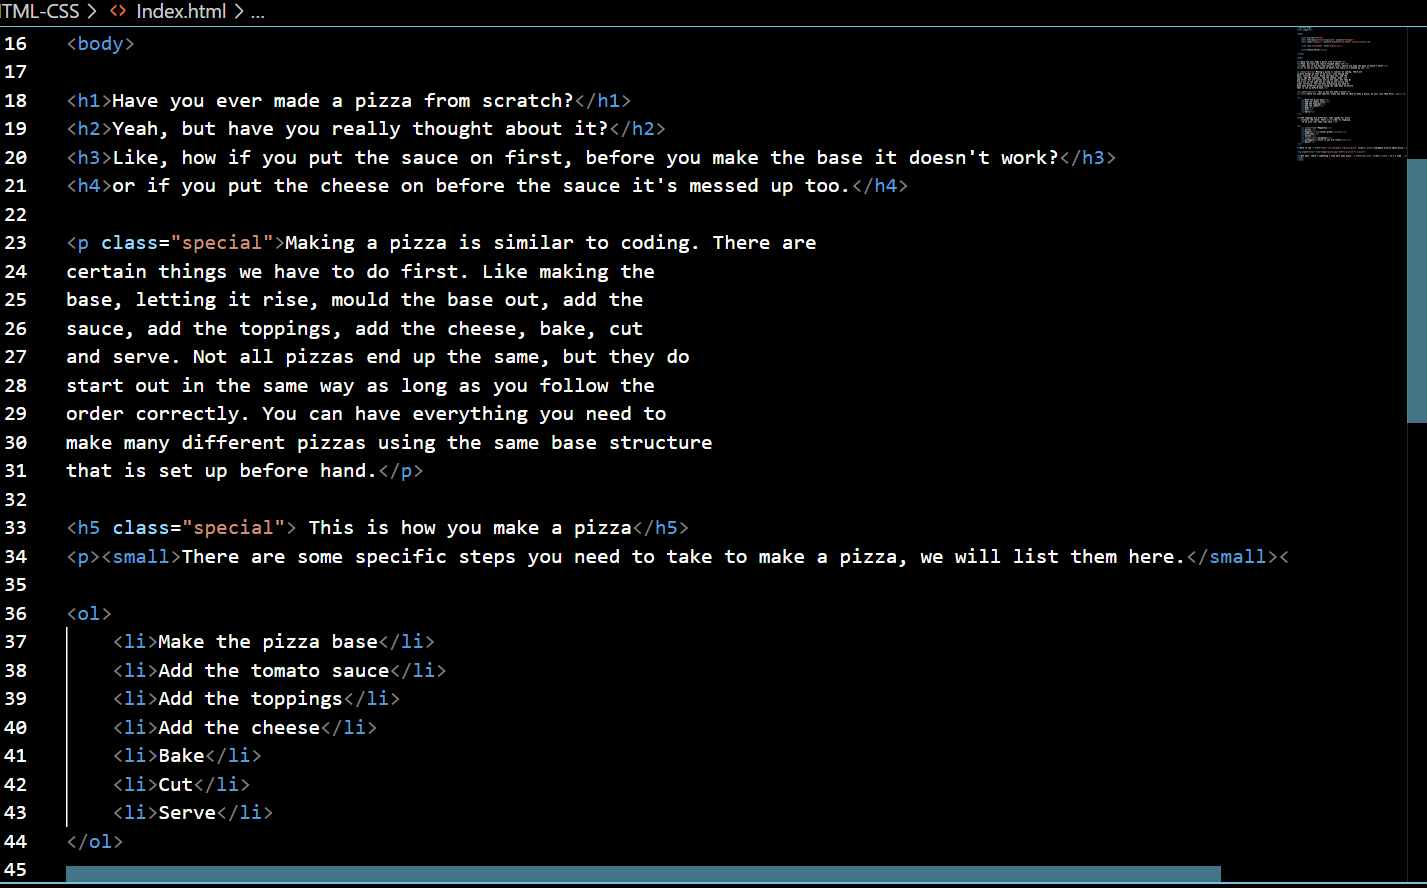 TML-CSS > <> Index.html > ...
16 <body>
17
18 <h1>Have you ever made a pizza from scratch?</h1>
19 <h2>Yeah, but have you really thought about it?</h2>
20 <h3>Like, how if you put the sauce on first, before you make the base it doesn't work?</h3>
21 <h4>or if you put the cheese on before the sauce it's messed up too.</h4>
22
23 <p class="special">Making a pizza is similar to coding. There are
24 certain things we have to do first. Like making the
25 base, letting it rise, mould the base out, add the
26 sauce, add the toppings, add the cheese, bake, cut
27 and serve. Not all pizzas end up the same, but they do
28 start out in the same way as long as you follow the
29 order correctly. You can have everything you need to
30 make many different pizzas using the same base structure
31 that is set up before hand.</p>
32
33 <h5 class="special"> This is how you make a pizza</h5>
34 <p><small>There are some specific steps you need to take to make a pizza, we will list them here.</small><
35
36 <ol>
37     <li>Make the pizza base</li>
38     <li>Add the tomato sauce</li>
39     <li>Add the toppings</li>
40     <li>Add the cheese</li>
41     <li>Bake</li>
42     <li>Cut</li>
43     <li>Serve</li>
44 </ol>
45